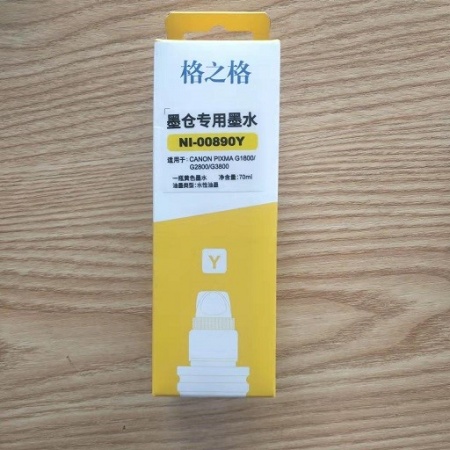 格之格
墨仓专用墨水
NI-00890Y
适用于: CANON PIXMA G1800/
G2800/G3800
一瓶黄色墨水 净含量: 70ml
油墨类型: 水性油墨
Y